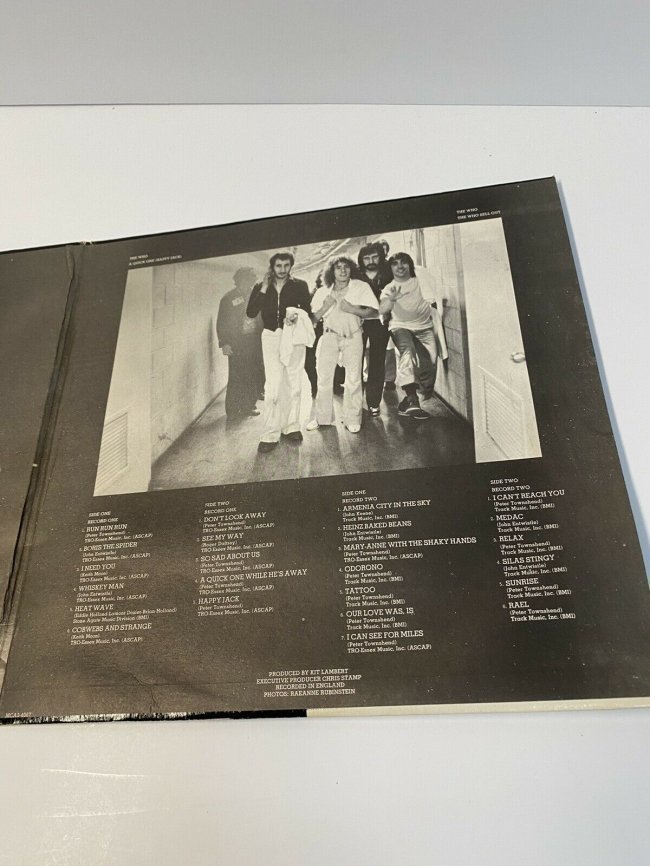 THE WHO
A QUICK ONE (HAPPY JACK)
THE WHO
THE WHO SELL OUT
SIDE ONE
RECORD ONE
1. RUN RUN RUN
(Peter Townshend)
TRO-Essex Music, Inc. (ASCAP)
2. BORIS THE SPIDER
(John Entwistle)
TRO-Essex Music, Inc. (ASCAP)
3. I NEED YOU
(Keith Moon)
TRO-Essex Music, Inc. (ASCAP)
4. WHISKEY MAN
(John Entwistle)
TRO-Essex Music, Inc. (ASCAP)
5. HEAT WAVE
(Eddie Holland-Lamont Dozier-Brian Holland)
Stone Agate Music Division (BMI)
6. COBWEBS AND STRANGE
(Keith Moon)
TRO-Essex Music, Inc. (ASCAP)
SIDE TWO
RECORD ONE
1. DON'T LOOK AWAY
(Peter Townshend)
TRO-Essex Music, Inc. (ASCAP)
2. SEE MY WAY
(Roger Daltrey)
TRO-Essex Music, Inc. (ASCAP)
3. SO SAD ABOUT US
(Peter Townshend)
TRO-Essex Music, Inc. (ASCAP)
4. A QUICK ONE WHILE HE'S AWAY
(Peter Townshend)
TRO-Essex Music, Inc. (ASCAP)
5. HAPPY JACK
(Peter Townshend)
TRO-Essex Music, Inc. (ASCAP)
SIDE ONE
RECORD TWO
1. ARMENIA CITY IN THE SKY
(John Keene)
Track Music, Inc. (BMI)
2. HEINZ BAKED BEANS
(John Entwistle)
Track Music, Inc. (BMI)
3. MARY-ANNE WITH THE SHAKY HANDS
(Peter Townshend)
TRO-Essex Music, Inc. (ASCAP)
4. ODORONO
(Peter Townshend)
Track Music, Inc. (BMI)
5. TATTOO
(Peter Townshend)
Track Music, Inc. (BMI)
6. OUR LOVE WAS, IS
(Peter Townshend)
Track Music, Inc. (BMI)
7. I CAN SEE FOR MILES
(Peter Townshend)
TRO-Essex Music, Inc. (ASCAP)
SIDE TWO
RECORD TWO
1. I CAN'T REACH YOU
(Peter Townshend)
Track Music, Inc. (BMI)
2. MEDAC
(John Entwistle)
Track Music, Inc. (BMI)
3. RELAX
(Peter Townshend)
Track Music, Inc. (BMI)
4. SILAS STINGY
(John Entwistle)
Track Music, Inc. (BMI)
5. SUNRISE
(Peter Townshend)
Track Music, Inc. (BMI)
6. RAEL
(Peter Townshend)
Track Music, Inc. (BMI)
PRODUCED BY KIT LAMBERT
EXECUTIVE PRODUCER CHRIS STAMP
RECORDED IN ENGLAND
PHOTOS: RAEANNE RUBINSTEIN
MCA2-4067